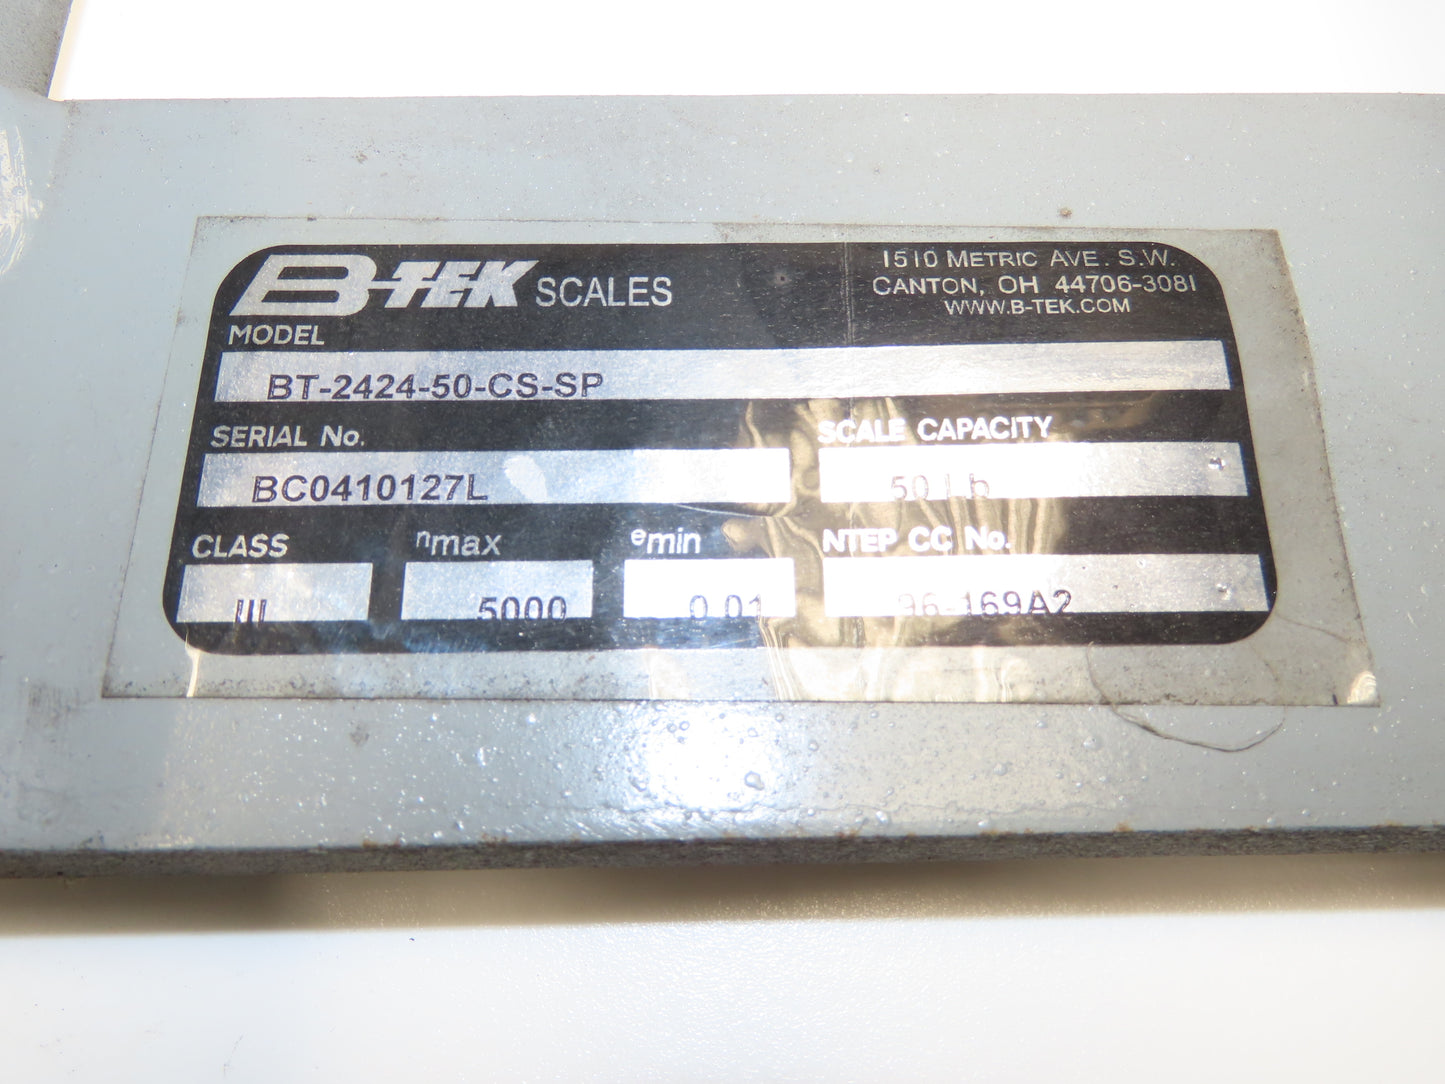 B-TEK SCALES
1510 METRIC AVE. S.W.
CANTON, OH 44706-3081
WWW.B-TEK.COM
MODEL
BT-2424-50-CS-SP
SERIAL No.
SCALE CAPACITY
BC0410127L
50 Lb
CLASS
nmax
emin
NTEP CC No.
III
5000
0.01
96-169A2